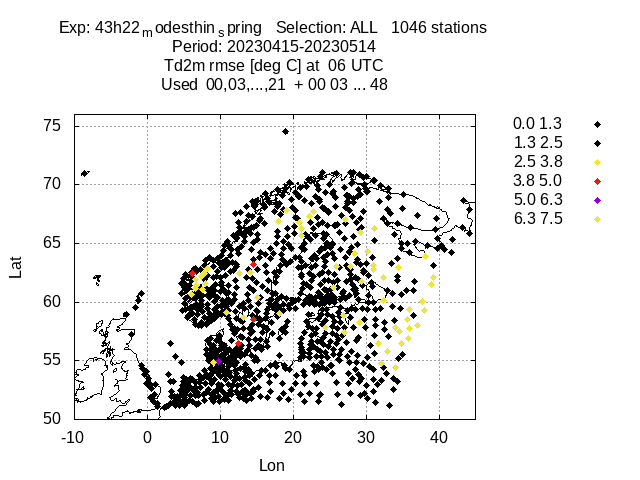 Exp: 43h22modesthinspring   Selection: ALL   1046 stations
Period: 20230415-20230514
Td2m rmse [deg C] at  06 UTC
Used  00,03,...,21  + 00 03 ... 48
0.0 1.3
1.3 2.5
2.5 3.8
3.8 5.0
5.0 6.3
6.3 7.5
75
70
65
60
55
50
Lat
-10 0 10 20 30 40
Lon